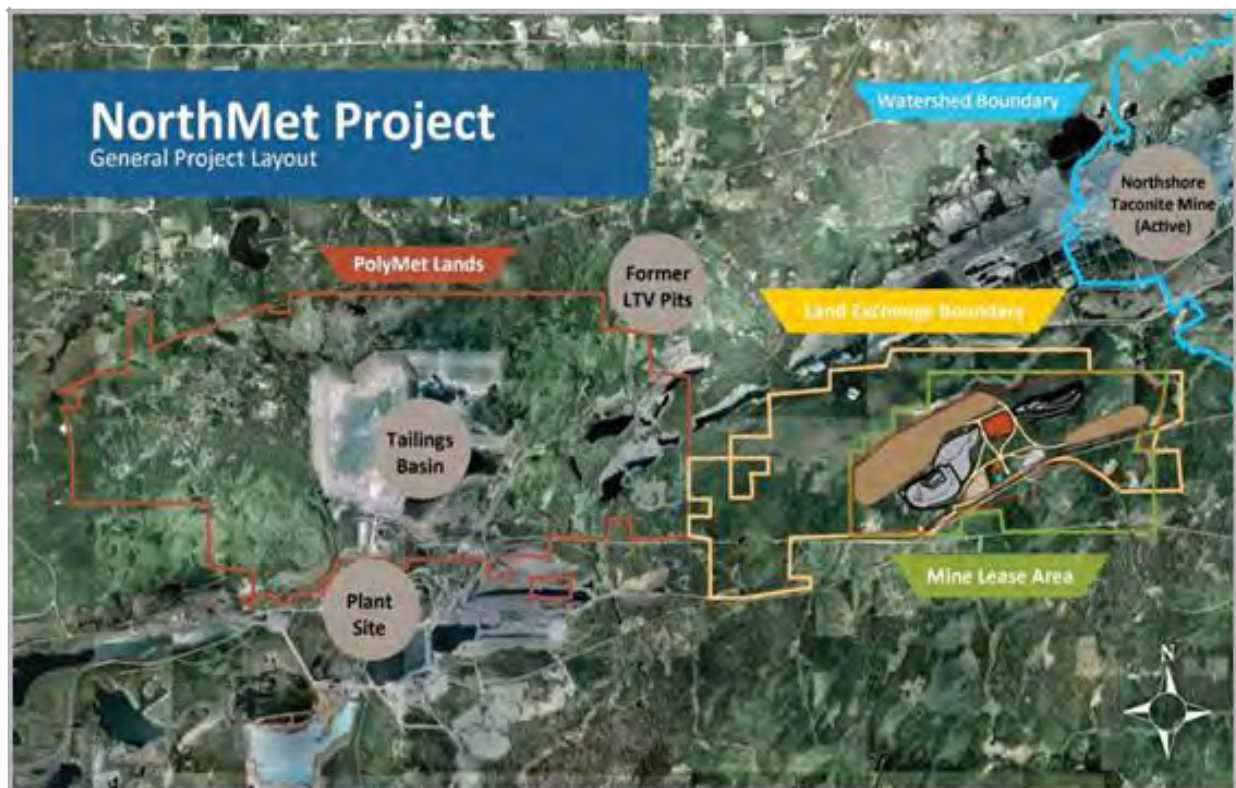 NorthMet Project
General Project Layout
Watershed Boundary
Northshore
Taconite Mine
(Active)
PolyMet Lands
Former
LTV Pits
Land Exchange Boundary
Tailings
Basin
Mine Lease Area
Plant
Site
N